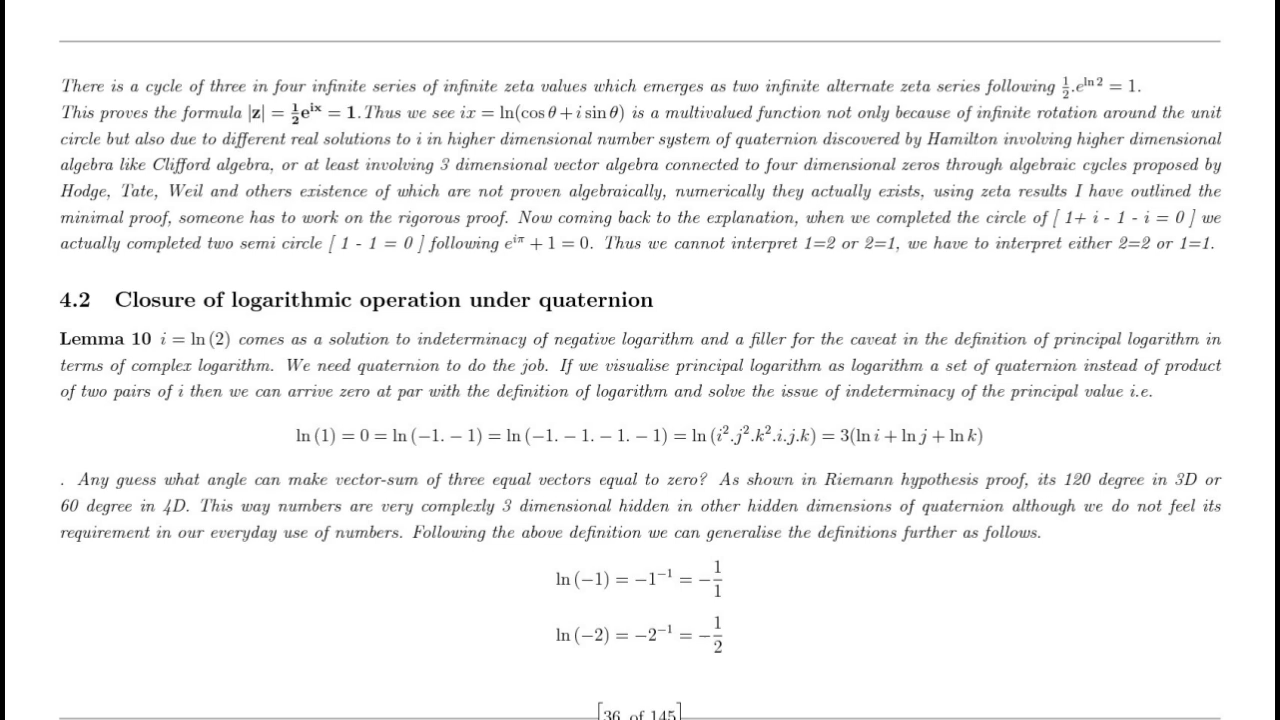 There is a cycle of three in four infinite series of infinite zeta values which emerges as two infinite alternate zeta series following $\frac{1}{2}.e^{\ln 2} = 1$.
This proves the formula $|\mathbf{z}| = \mathbf{\frac{1}{2}e^{ix}} = \mathbf{1}$.Thus we see $ix = \ln(\cos\theta + i\sin\theta)$ is a multivalued function not only because of infinite rotation around the unit
circle but also due to different real solutions to i in higher dimensional number system of quaternion discovered by Hamilton involving higher dimensional
algebra like Clifford algebra, or at least involving 3 dimensional vector algebra connected to four dimensional zeros through algebraic cycles proposed by
Hodge, Tate, Weil and others existence of which are not proven algebraically, numerically they actually exists, using zeta results I have outlined the
minimal proof, someone has to work on the rigorous proof. Now coming back to the explanation, when we completed the circle of [ 1+ i - 1 - i = 0 ] we
actually completed two semi circle [ 1 - 1 = 0 ] following $e^{i\pi} + 1 = 0$. Thus we cannot interpret 1=2 or 2=1, we have to interpret either 2=2 or 1=1.
4.2 Closure of logarithmic operation under quaternion
Lemma 10 $i = \ln(2)$ comes as a solution to indeterminacy of negative logarithm and a filler for the caveat in the definition of principal logarithm in
terms of complex logarithm. We need quaternion to do the job. If we visualise principal logarithm as logarithm a set of quaternion instead of product
of two pairs of i then we can arrive zero at par with the definition of logarithm and solve the issue of indeterminacy of the principal value i.e.
$\ln(1) = 0 = \ln(-1.-1) = \ln(-1.-1.-1.-1) = \ln(i^2.j^2.k^2.i.j.k) = 3(\ln i + \ln j + \ln k)$
. Any guess what angle can make vector-sum of three equal vectors equal to zero? As shown in Riemann hypothesis proof, its 120 degree in 3D or
60 degree in 4D. This way numbers are very complexly 3 dimensional hidden in other hidden dimensions of quaternion although we do not feel its
requirement in our everyday use of numbers. Following the above definition we can generalise the definitions further as follows.
$\ln(-1) = -1^{-1} = -\frac{1}{1}$
$\ln(-2) = -2^{-1} = -\frac{1}{2}$
[36 of 145]